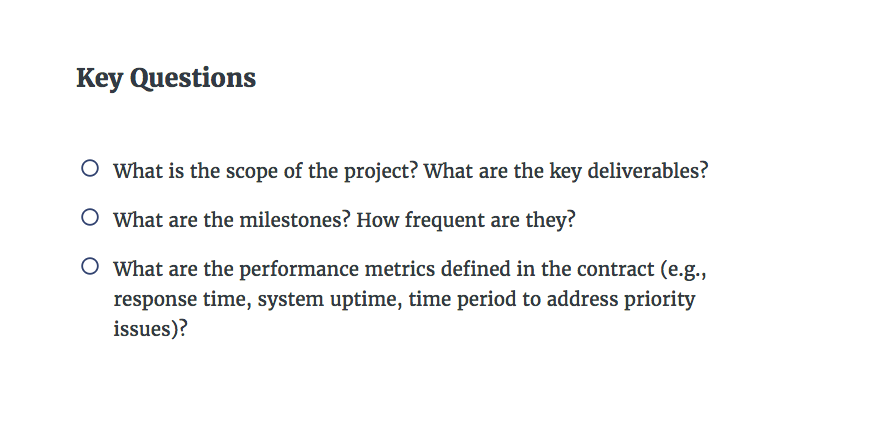 Key Questions
What is the scope of the project? What are the key deliverables?
What are the milestones? How frequent are they?
What are the performance metrics defined in the contract (e.g.,
response time, system uptime, time period to address priority
issues)?